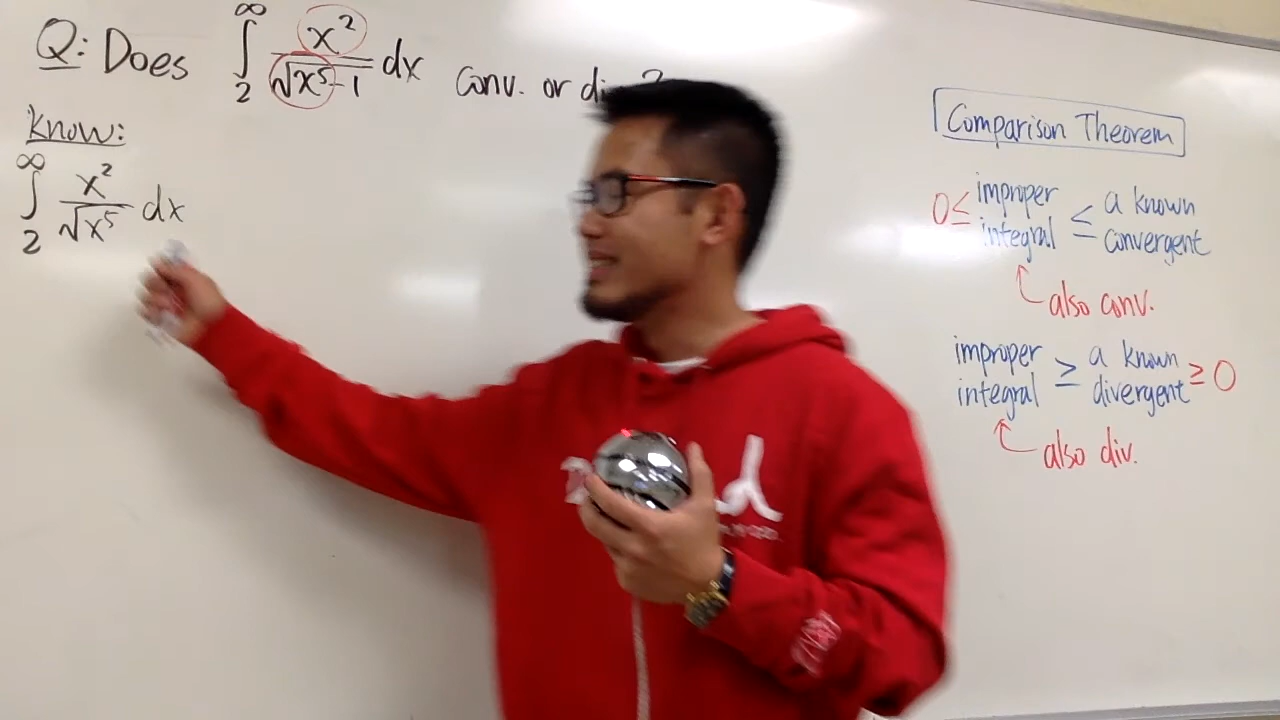 Q: Does ∫₂^∞ x²/√x⁵-1 dx conv. or
Know:
∫₂^∞ x²/√x⁵ dx
Comparison Theorem
0≤ improper integral ≤ a known convergent
also conv.
improper integral ≥ a known divergent ≥ 0
also div.